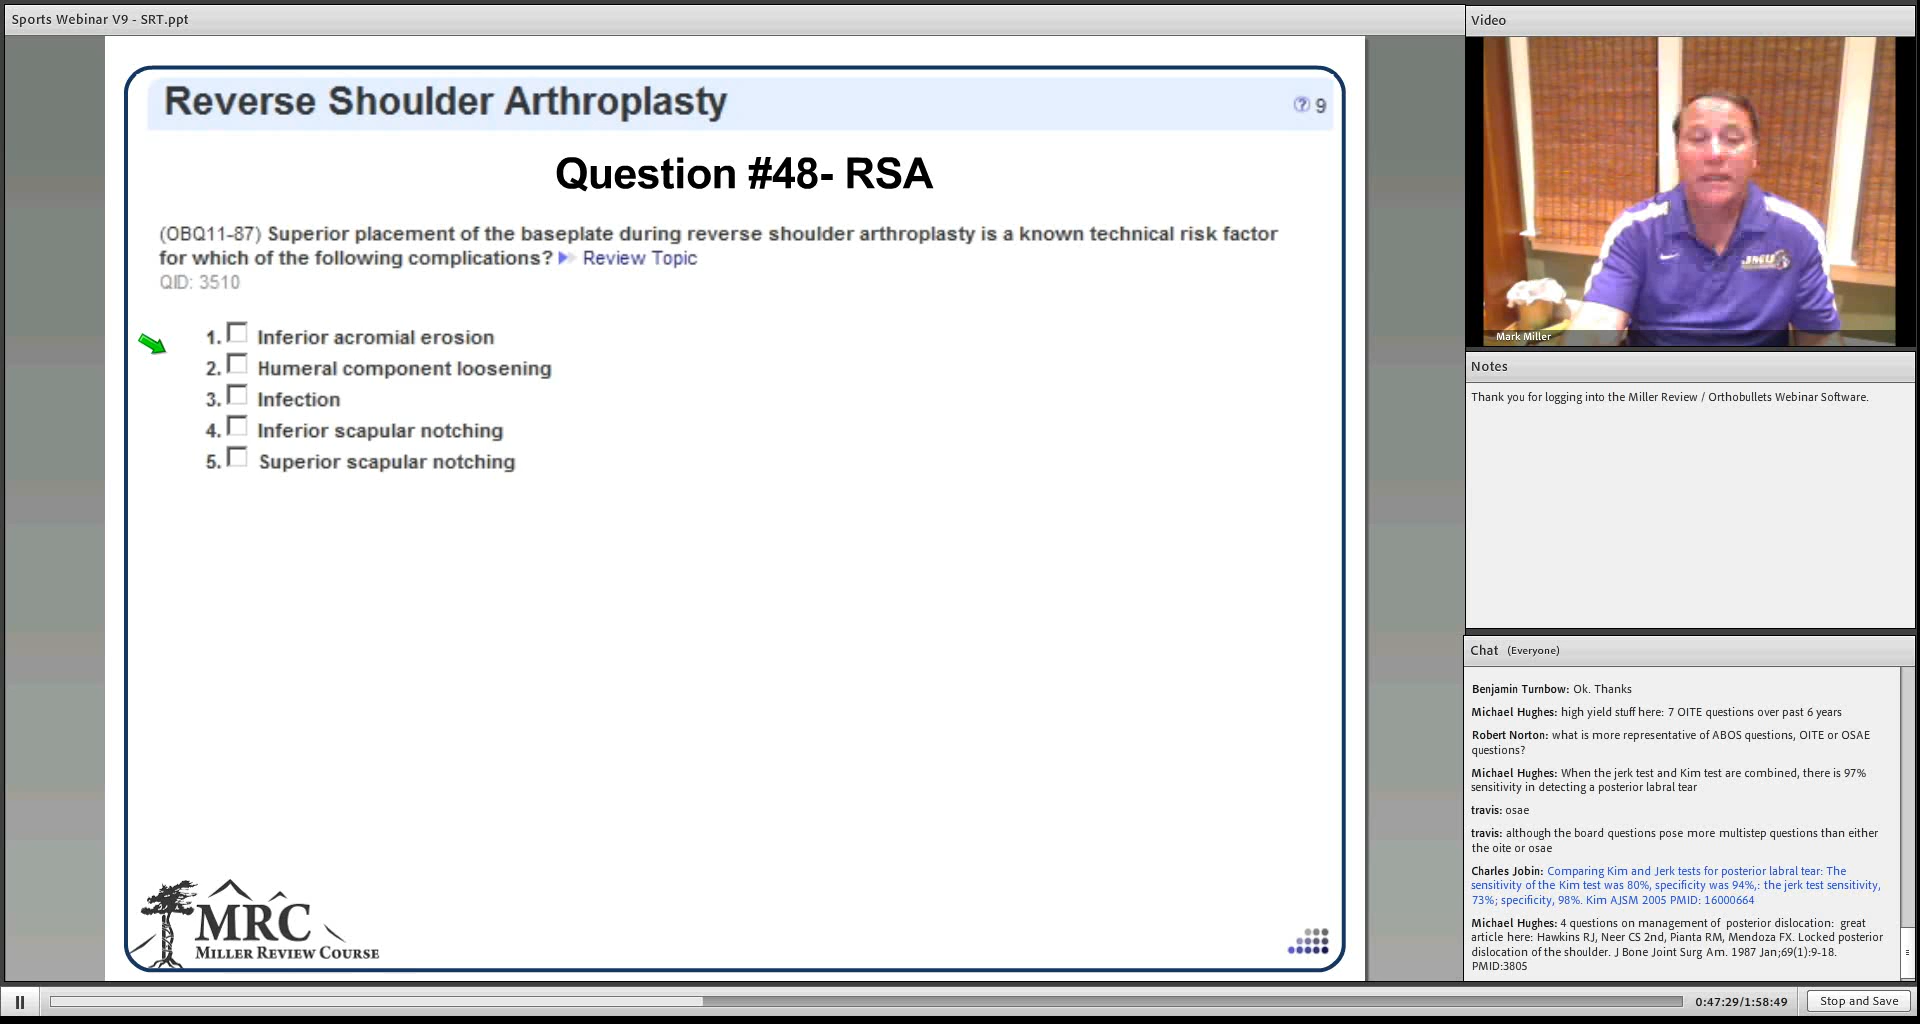 Sports Webinar V9 - SRT.ppt
Reverse Shoulder Arthroplasty
? 9
Question #48- RSA
(OBQ11-87) Superior placement of the baseplate during reverse shoulder arthroplasty is a known technical risk factor
for which of the following complications? Review Topic
QID: 3510
1. Inferior acromial erosion
2. Humeral component loosening
3. Infection
4. Inferior scapular notching
5. Superior scapular notching
MRC
MILLER REVIEW COURSE
Video
JMU
Mark Miller
Notes
Thank you for logging into the Miller Review / Orthobullets Webinar Software.
Chat (Everyone)
Benjamin Turnbow: Ok. Thanks
Michael Hughes: high yield stuff here: 7 OITE questions over past 6 years
Robert Norton: what is more representative of ABOS questions, OITE or OSAE
questions?
Michael Hughes: When the jerk test and Kim test are combined, there is 97%
sensitivity in detecting a posterior labral tear
travis: osae
travis: although the board questions pose more multistep questions than either
the oite or osae
Charles Jobin: Comparing Kim and Jerk tests for posterior labral tear: The
sensitivity of the Kim test was 80%, specificity was 94%,: the jerk test sensitivity,
73%; specificity, 98%. Kim AJSM 2005 PMID: 16000664
Michael Hughes: 4 questions on management of posterior dislocation: great
article here: Hawkins RJ, Neer CS 2nd, Pianta RM, Mendoza FX. Locked posterior
dislocation of the shoulder. J Bone Joint Surg Am. 1987 Jan;69(1):9-18.
PMID:3805
0:47:29/1:58:49
Stop and Save